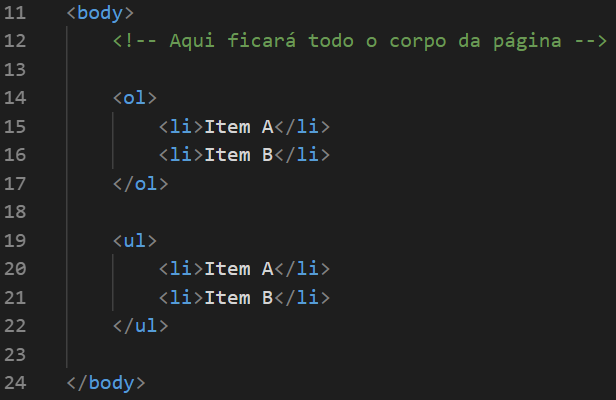 11 <body>
12 <!-- Aqui ficará todo o corpo da página -->
13
14 <ol>
15 <li>Item A</li>
16 <li>Item B</li>
17 </ol>
18
19 <ul>
20 <li>Item A</li>
21 <li>Item B</li>
22 </ul>
23
24 </body>